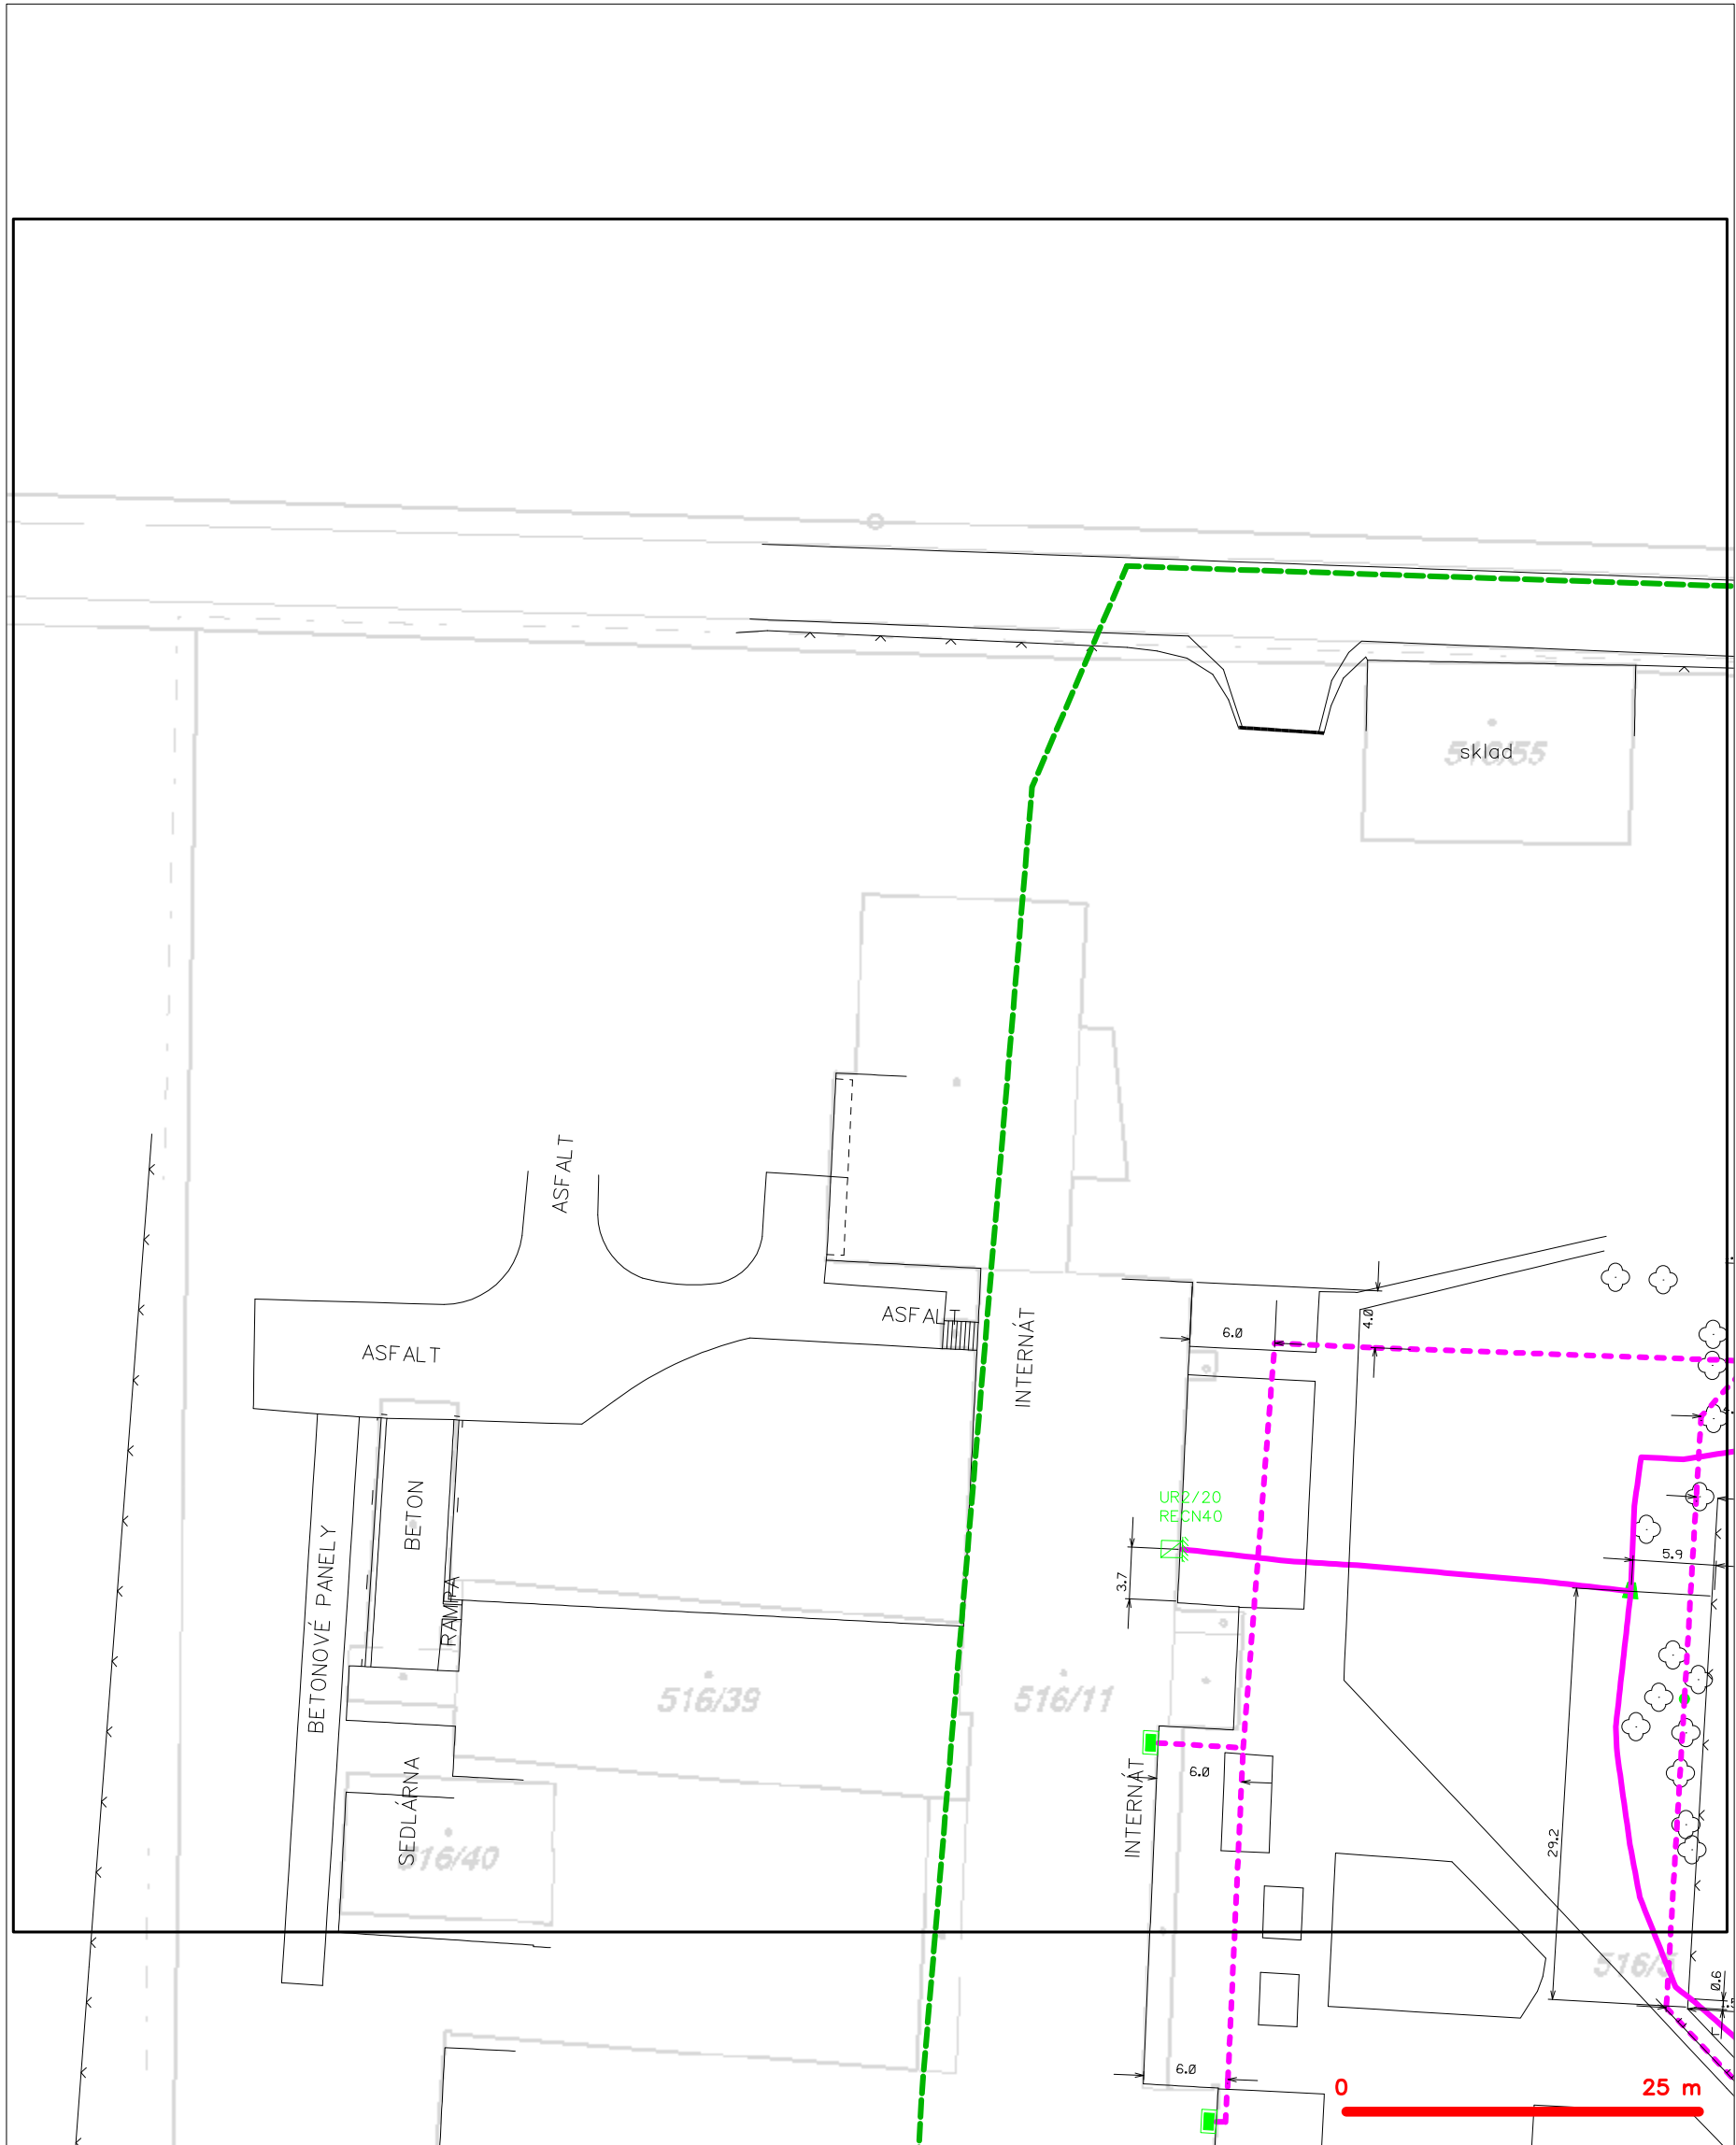 516/55
sklad
ASFALT
ASFALT
ASFALT
INTERNÁT
6.0
4.0
UR2/20
RECN40
BETON
BETONOVÉ PANELY
RAMPA
3.7
5.9
516/39
516/11
INTERNÁT
6.0
SEDLÁRNA
516/40
29.2
0.6
6.0
0
25 m